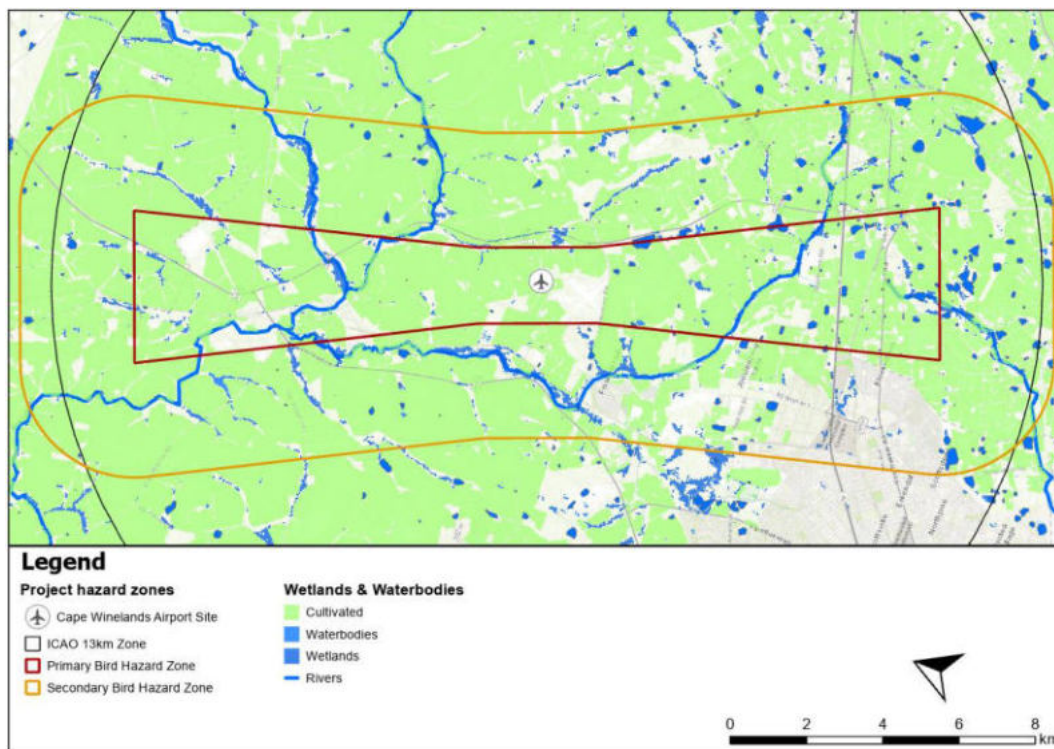 Legend
Project hazard zones
Cape Winelands Airport Site
ICAO 13km Zone
Primary Bird Hazard Zone
Secondary Bird Hazard Zone
Wetlands & Waterbodies
Cultivated
Waterbodies
Wetlands
Rivers
0 2 4 6 8
km